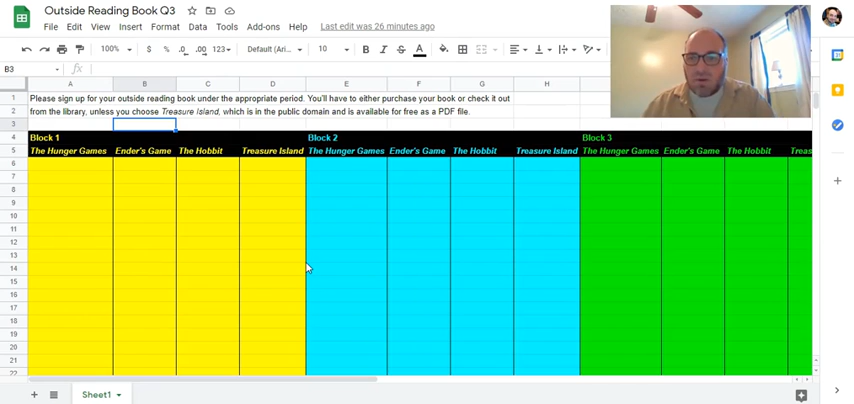 Outside Reading Book Q3
File Edit View Insert Format Data Tools Add-ons Help Last edit was 26 minutes ago
100% $ % .0 .00 123 Default (Ari... 10 B I S A
B3 fx
A B C D E F G H
1 Please sign up for your outside reading book under the appropriate period. You'll have to either purchase your book or check it out
2 from the library, unless you choose Treasure Island, which is in the public domain and is available for free as a PDF file.
3
4 Block 1 Block 2 Block 3
5 The Hunger Games Ender's Game The Hobbit Treasure Island The Hunger Games Ender's Game The Hobbit Treasure Island The Hunger Games Ender's Game The Hobbit Treas
6
7
8
9
10
11
12
13
14
15
16
17
18
19
20
21
22
Sheet1